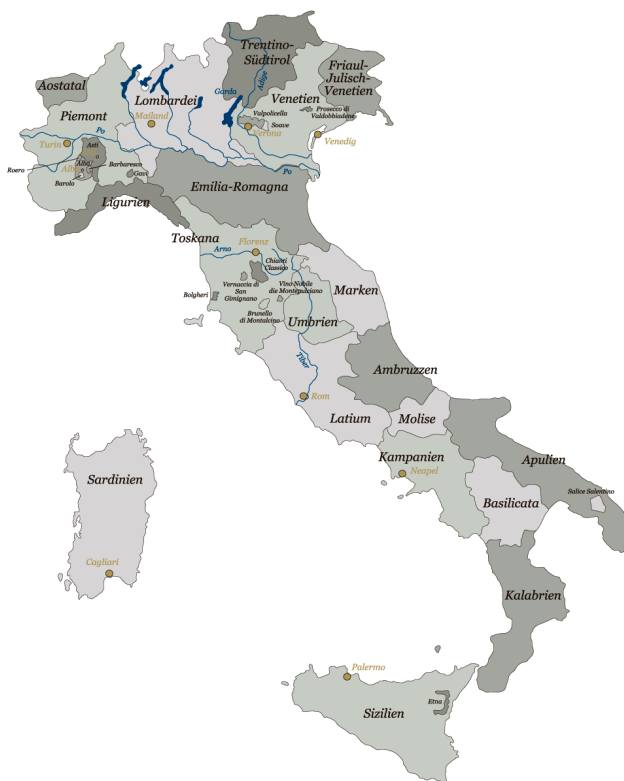 Trentino-
Südtirol
Adige
Friaul-
Julisch-
Venetien
Aostatal
Garda
Venetien
Lombardei
Prosecco di
Valdobbiadene
Piemont
Mailand
Valpolicella
Soave
Po
Verona
Venedig
Turin
Asti
Alba
Barbaresco
Roero
Barolo
Gavi
Po
Emilia-Romagna
Ligurien
Toskana
Florenz
Arno
Chianti
Classico
Vernaccia di
San
Gimignano
Vino Nobile
die Montepulciano
Marken
Bolgheri
Brunello
di Montalcino
Umbrien
Tiber
Ambruzzen
Rom
Latium
Molise
Kampanien
Neapel
Apulien
Sardinien
Basilicata
Salice Salentino
Cagliari
Kalabrien
Palermo
Etna
Sizilien